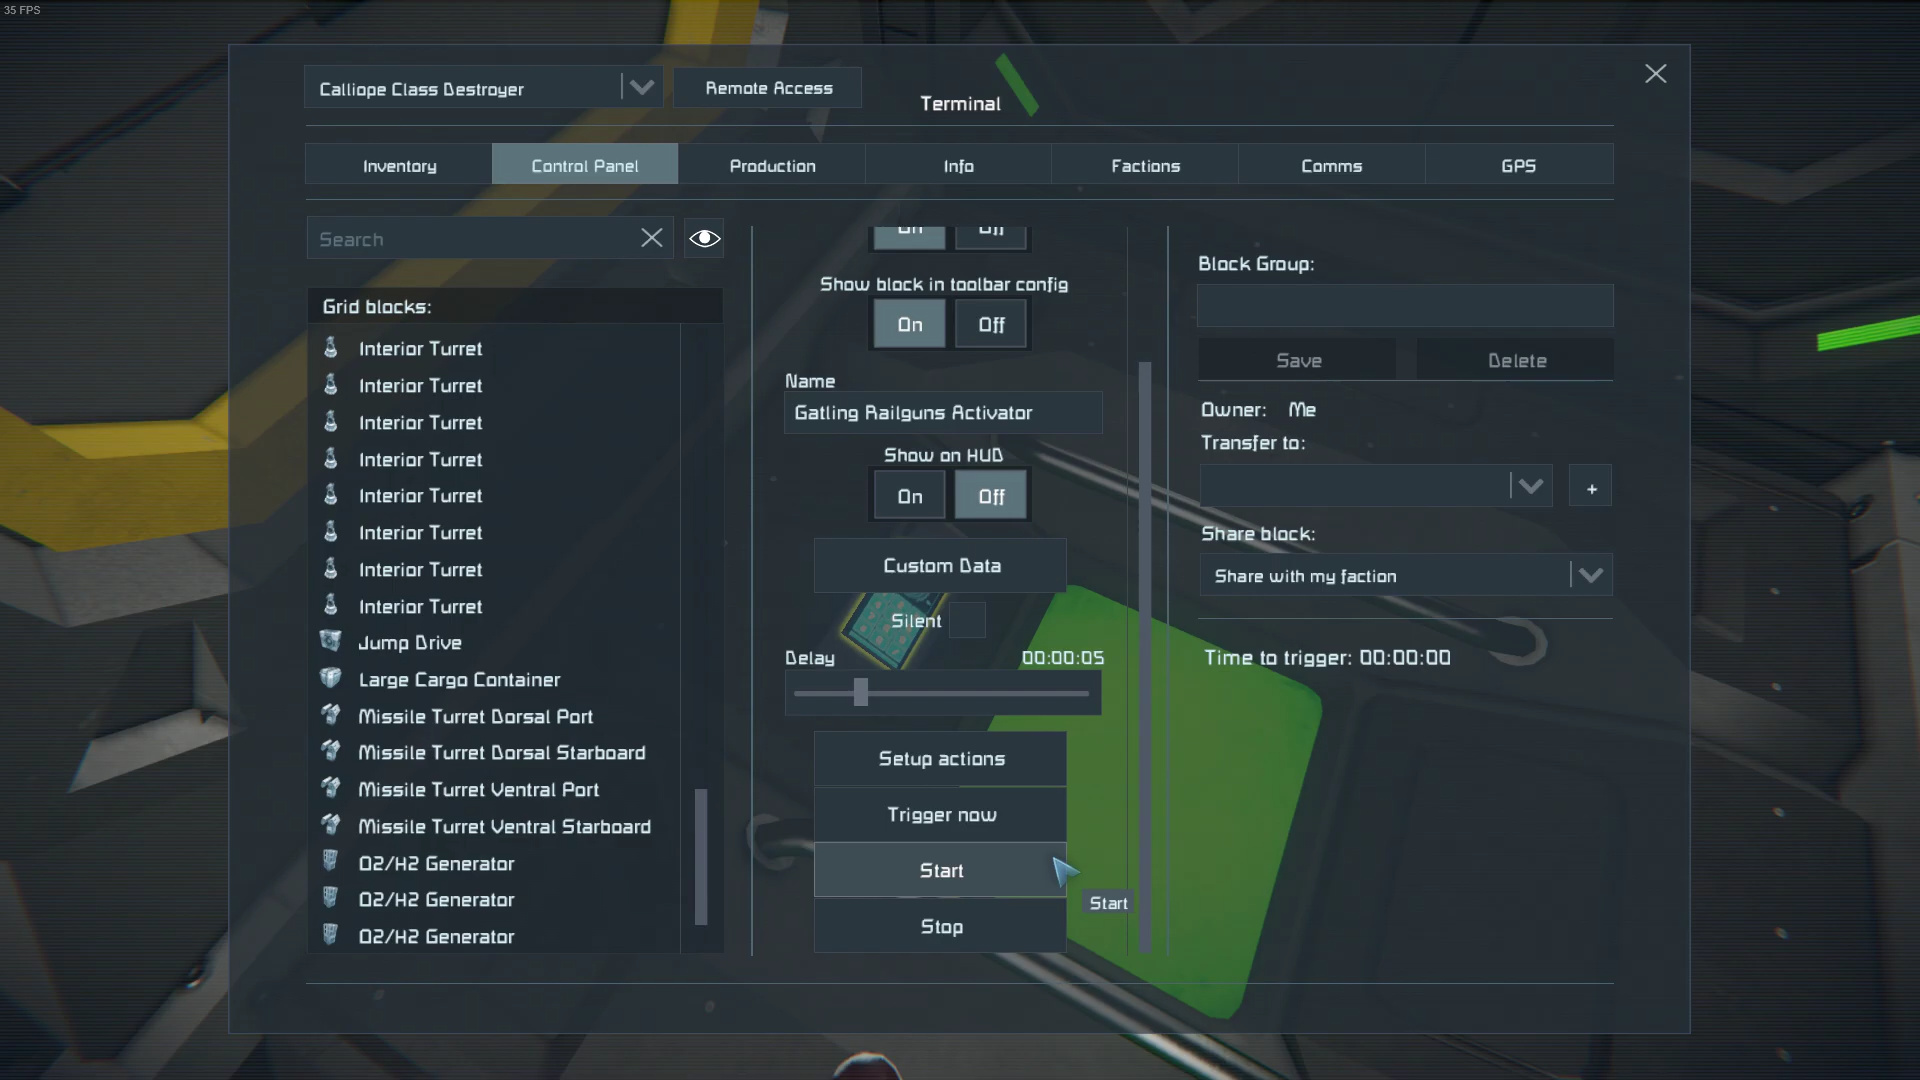 35 FPS
Calliope Class Destroyer
Remote Access
Terminal
Inventory
Control Panel
Production
Info
Factions
Comms
GPS
Search
Grid blocks:
Interior Turret
Interior Turret
Interior Turret
Interior Turret
Interior Turret
Interior Turret
Interior Turret
Interior Turret
Jump Drive
Large Cargo Container
Missile Turret Dorsal Port
Missile Turret Dorsal Starboard
Missile Turret Ventral Port
Missile Turret Ventral Starboard
O2/H2 Generator
O2/H2 Generator
O2/H2 Generator
On
Off
Show block in toolbar config
On
Off
Name
Gatling Railguns Activator
Show on HUD
On
Off
Custom Data
Silent
Delay
00:00:05
Setup actions
Trigger now
Start
Start
Stop
Block Group:
Save
Delete
Owner: Me
Transfer to:
+
Share block:
Share with my faction
Time to trigger: 00:00:00